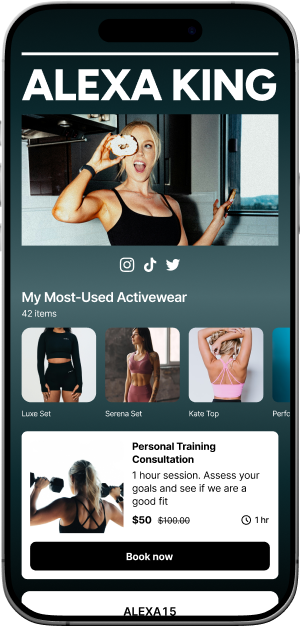 ALEXA KING
My Most-Used Activewear
42 items
Luxe Set
Serena Set
Kate Top
Perfo
Personal Training
Consultation
1 hour session. Assess your
goals and see if we are a
good fit
$50 $100.00 1 hr
Book now
ALEXA15